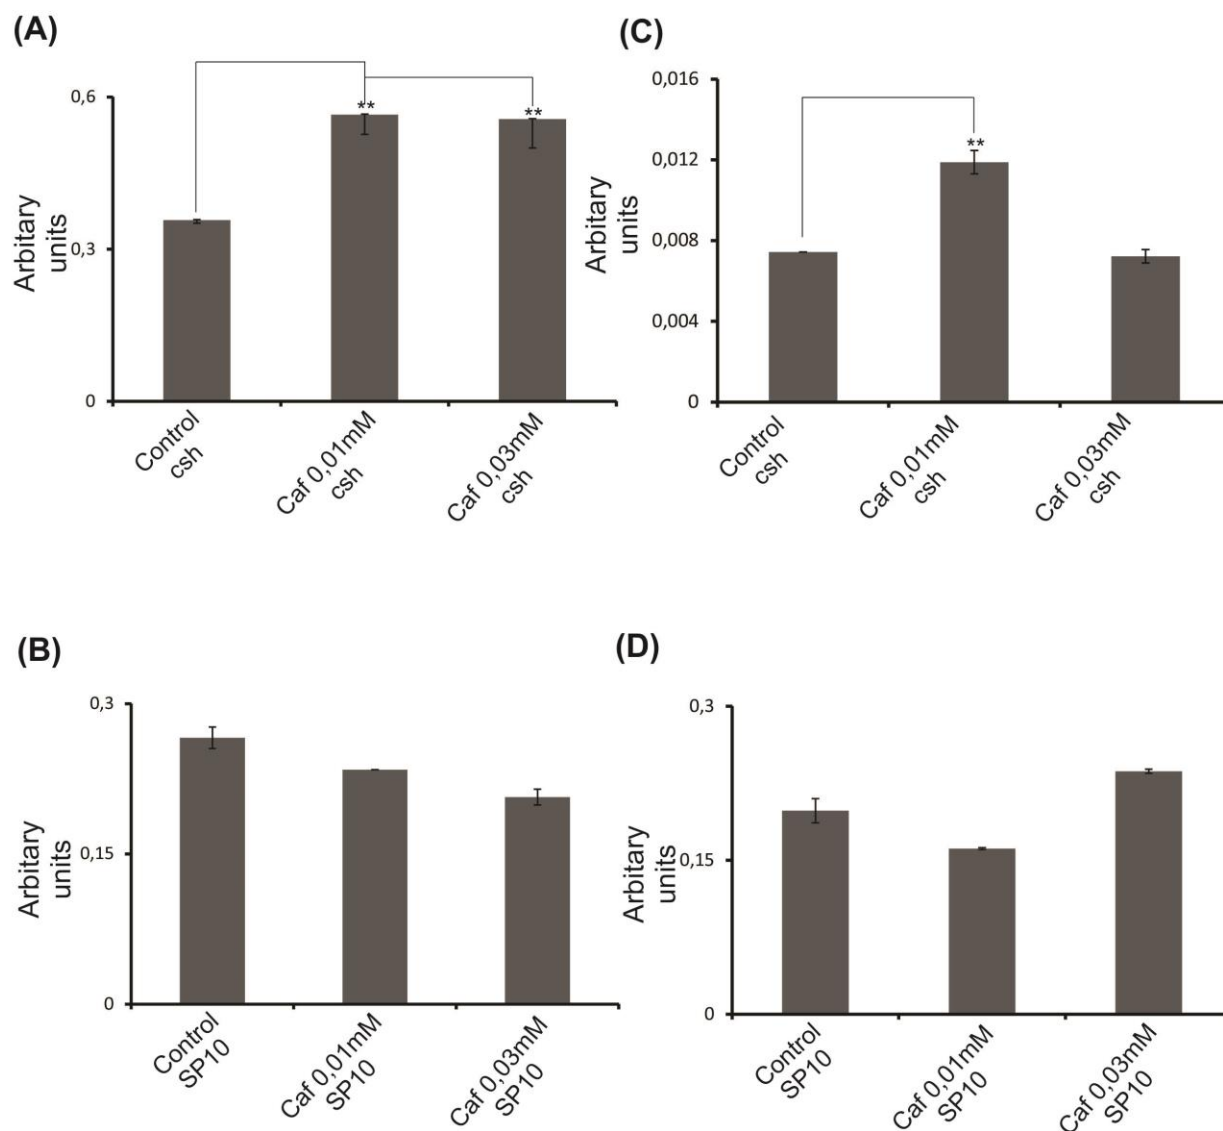 (A)
Arbitary
units
0,6
0,3
0
**
**
Control
csh
Caf 0,01mM
csh
Caf 0,03mM
csh
(C)
Arbitary
units
0,016
0,012
0,008
0,004
0
**
Control
csh
Caf 0,01mM
csh
Caf 0,03mM
csh
(B)
Arbitary
units
0,3
0,15
0
Control
SP10
Caf 0,01mM
SP10
Caf 0,03mM
SP10
(D)
Arbitary
units
0,3
0,15
0
Control
SP10
Caf 0,01mM
SP10
Caf 0,03mM
SP10